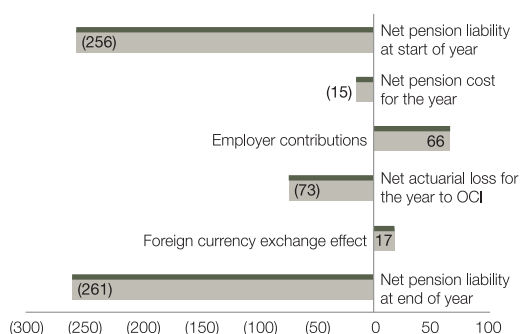 (256)
Net pension liability
at start of year
(15)
Net pension cost
for the year
Employer contributions
66
(73)
Net actuarial loss for
the year to OCI
Foreign currency exchange effect
17
(261)
Net pension liability
at end of year
(300) (250) (200) (150) (100) (50) 0 50 100